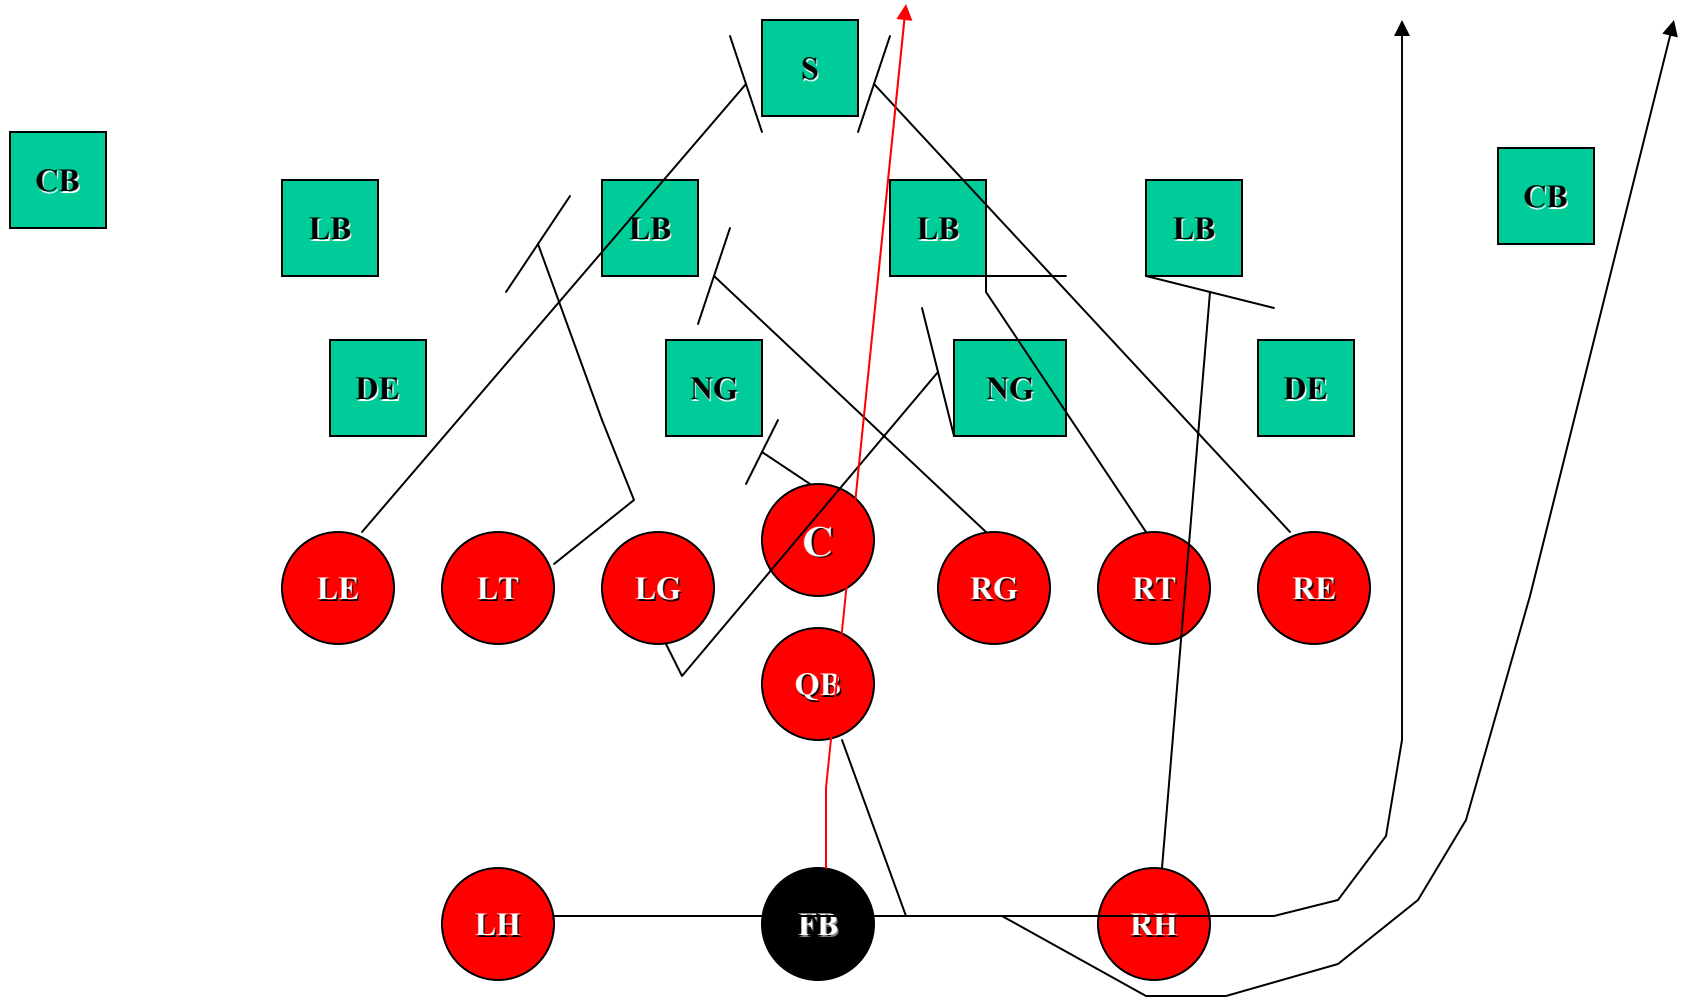 S
CB
CB
LB
LB
LB
LB
DE
NG
NG
DE
C
LE
LT
LG
RG
RT
RE
QB
LH
FB
RH